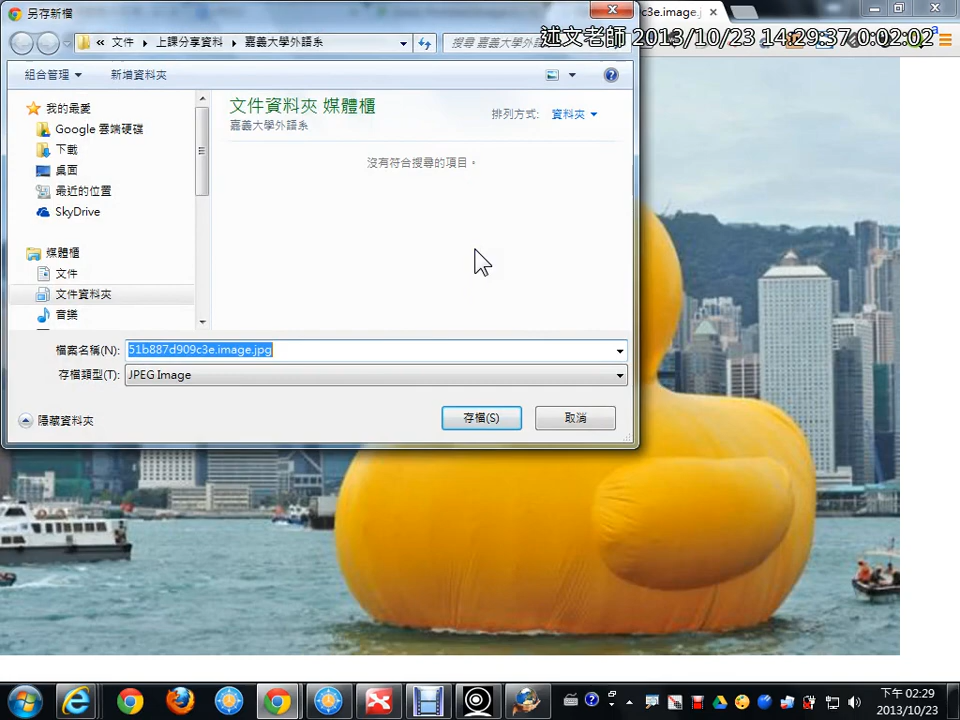 另存新檔
c3e.image.j
述文老師 2013/10/23 14:29:37 0:02:02
« 文件 上課分享資料 嘉義大學外語系
搜尋 嘉義大學外語
組合管理 新增資料夾
我的最愛
Google 雲端硬碟
下載
桌面
最近的位置
SkyDrive
媒體櫃
文件
文件資料夾
音樂
文件資料夾 媒體櫃
嘉義大學外語系
排列方式: 資料夾
沒有符合搜尋的項目。
檔案名稱(N): 51b887d909c3e.image.jpg
存檔類型(T): JPEG Image
隱藏資料夾
存檔(S)
取消
下午 02:29
2013/10/23